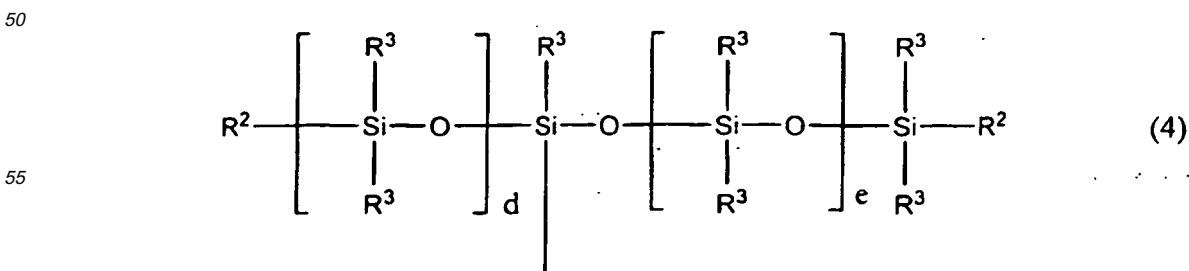 50
R³ R³ R³ R³
R² Si O Si O Si O Si R² (4)
55
R³ d R³ e R³